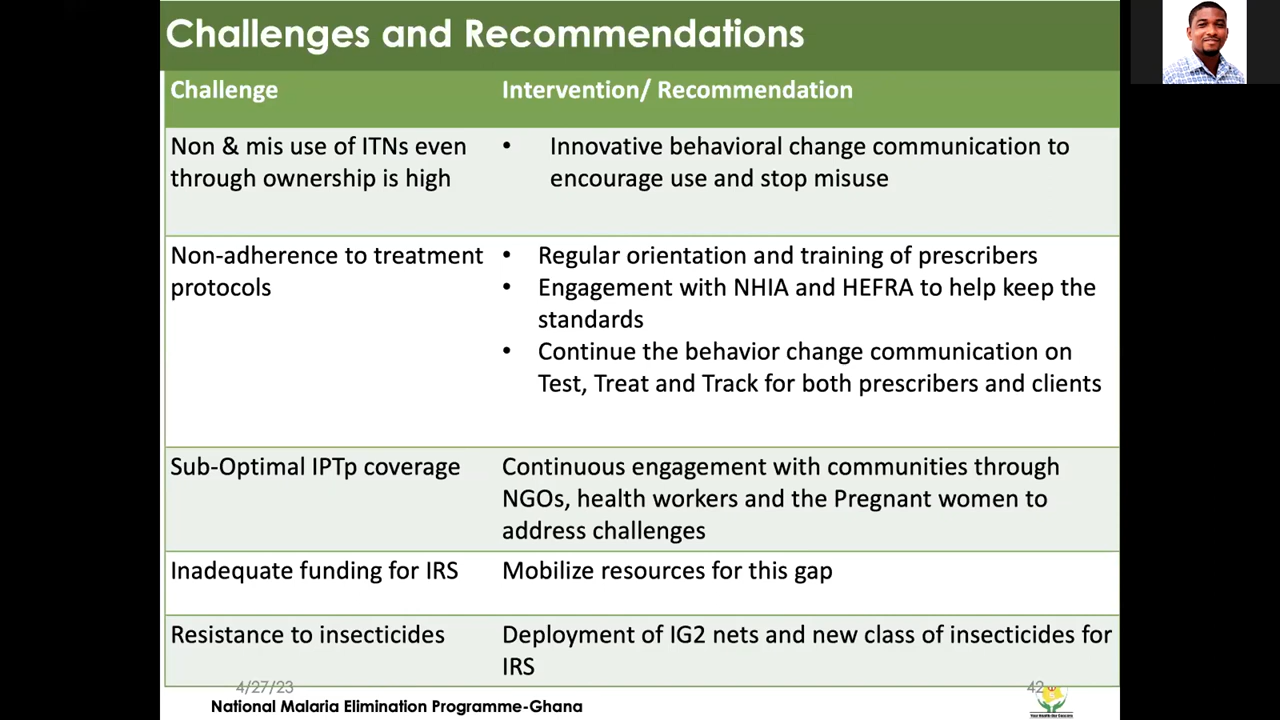 Challenges and Recommendations
Challenge
Intervention/ Recommendation
Non & mis use of ITNs even
through ownership is high
• Innovative behavioral change communication to
encourage use and stop misuse
Non-adherence to treatment
protocols
• Regular orientation and training of prescribers
• Engagement with NHIA and HEFRA to help keep the
standards
• Continue the behavior change communication on
Test, Treat and Track for both prescribers and clients
Sub-Optimal IPTp coverage
Continuous engagement with communities through
NGOs, health workers and the Pregnant women to
address challenges
Inadequate funding for IRS
Mobilize resources for this gap
Resistance to insecticides
Deployment of IG2 nets and new class of insecticides for
IRS
4/27/23
42
National Malaria Elimination Programme-Ghana